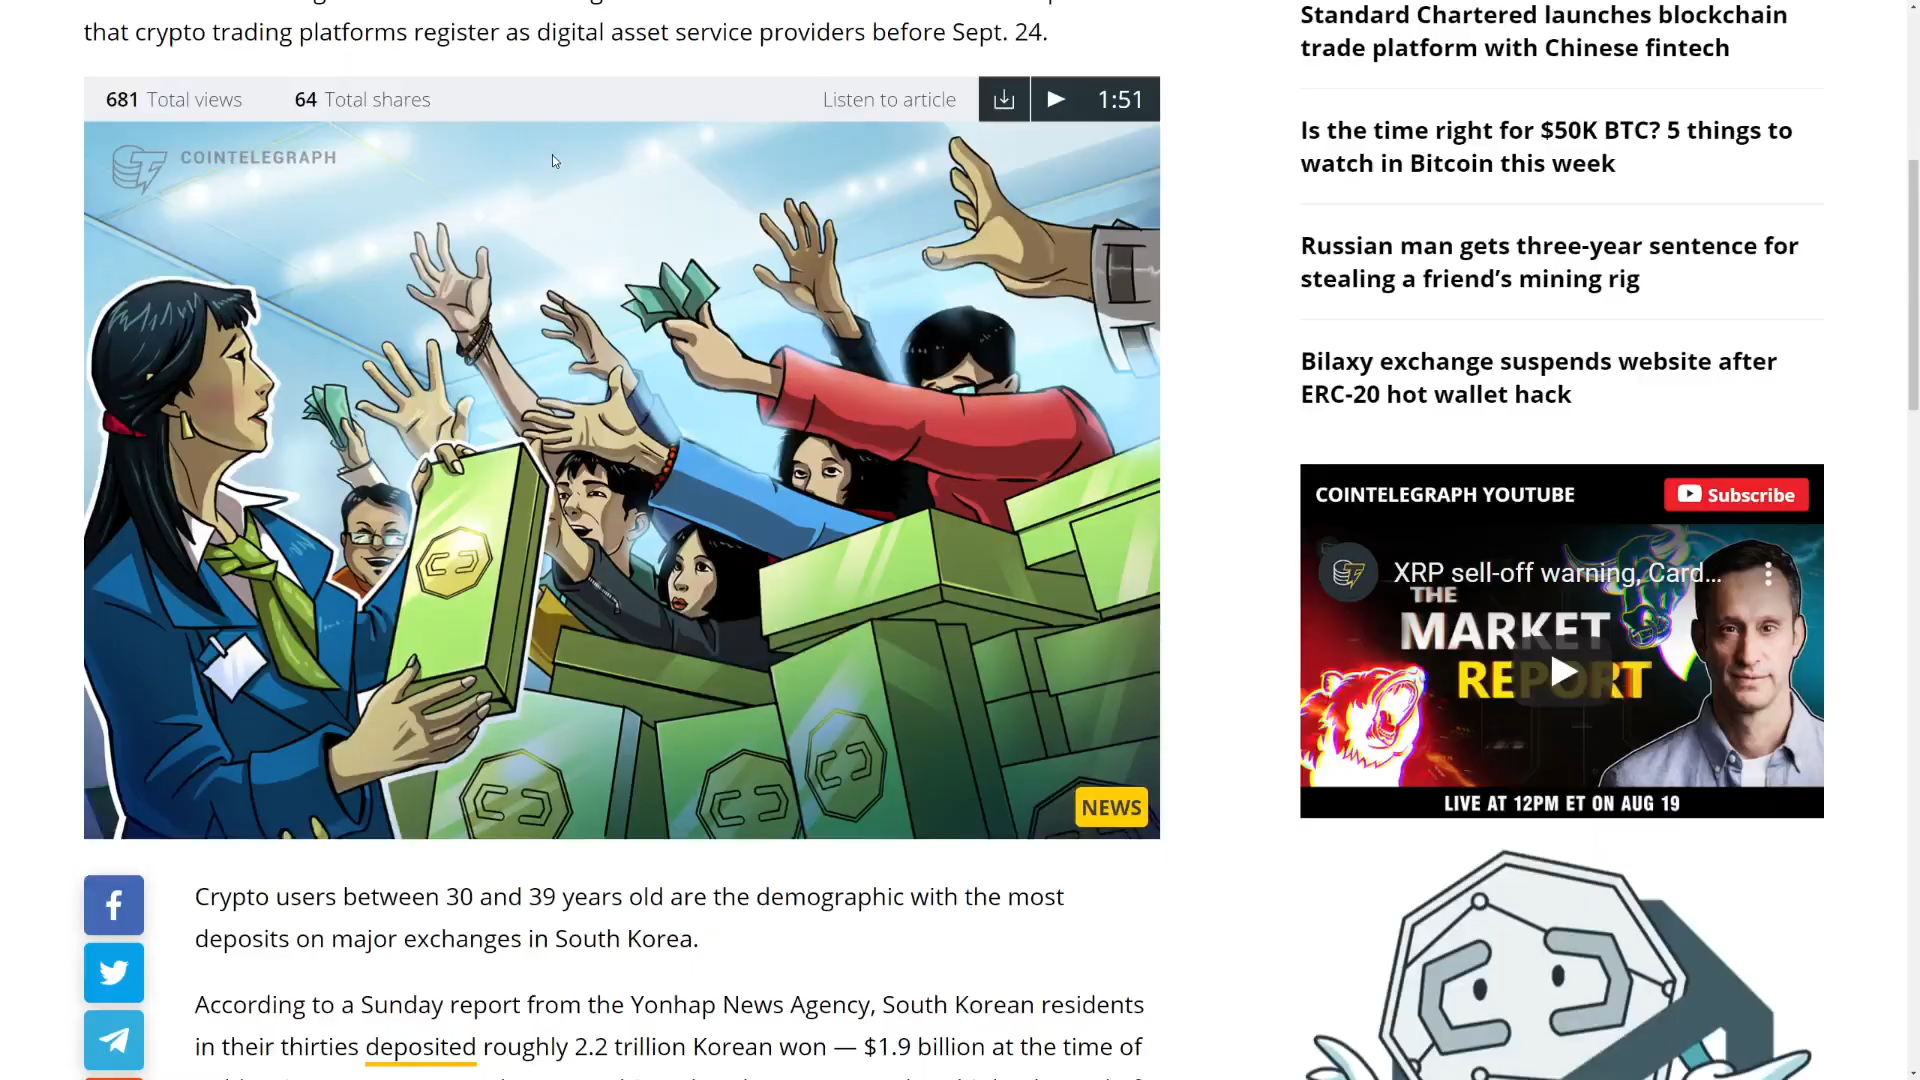 that crypto trading platforms register as digital asset service providers before Sept. 24.
681 Total views 64 Total shares Listen to article 1:51
COINTELEGRAPH
NEWS
Crypto users between 30 and 39 years old are the demographic with the most
deposits on major exchanges in South Korea.
According to a Sunday report from the Yonhap News Agency, South Korean residents
in their thirties deposited roughly 2.2 trillion Korean won — $1.9 billion at the time of
Standard Chartered launches blockchain
trade platform with Chinese fintech
Is the time right for $50K BTC? 5 things to
watch in Bitcoin this week
Russian man gets three-year sentence for
stealing a friend’s mining rig
Bilaxy exchange suspends website after
ERC-20 hot wallet hack
COINTELEGRAPH YOUTUBE Subscribe
XRP sell-off warning, Card...
THE
MARKET
REPORT
LIVE AT 12PM ET ON AUG 19